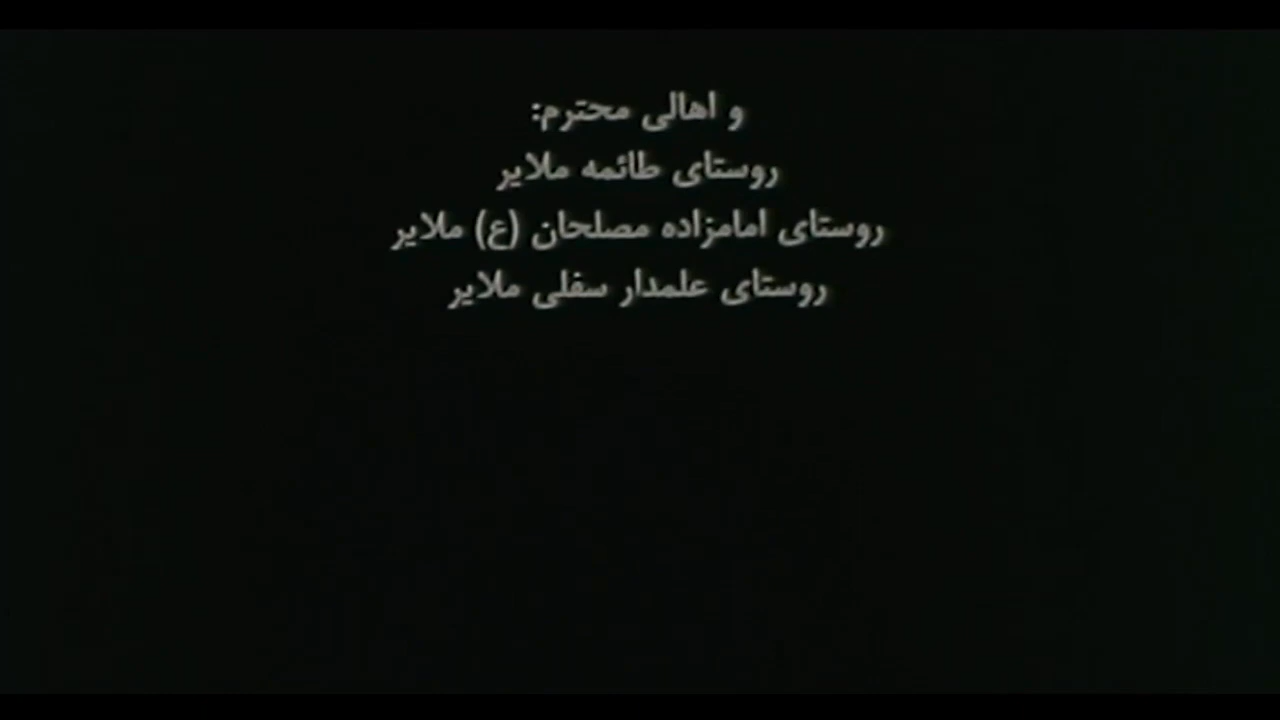 و اهالی محترم:
روستای طائمه ملایر
روستای امامزاده مصلحان (ع) ملایر
روستای علمدار سفلی ملایر